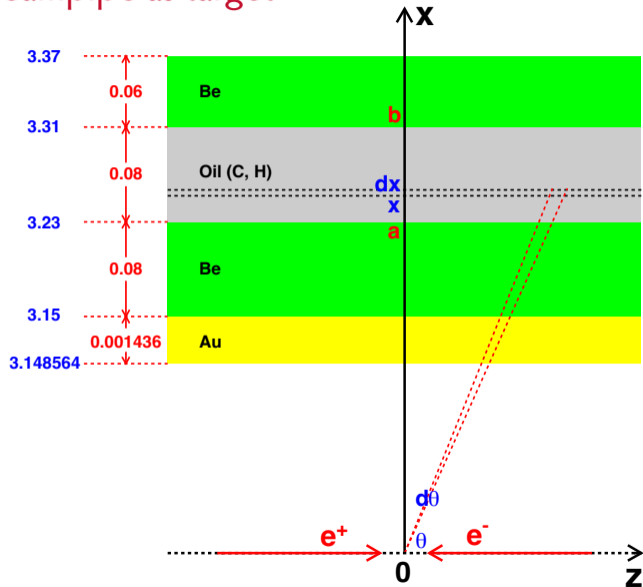 x
3.37
0.06
Be
b
3.31
Oil (C, H)
0.08
dx
x
3.23
a
0.08
Be
3.15
0.001436
Au
3.148564
dθ
e+
θ
e-
0
z